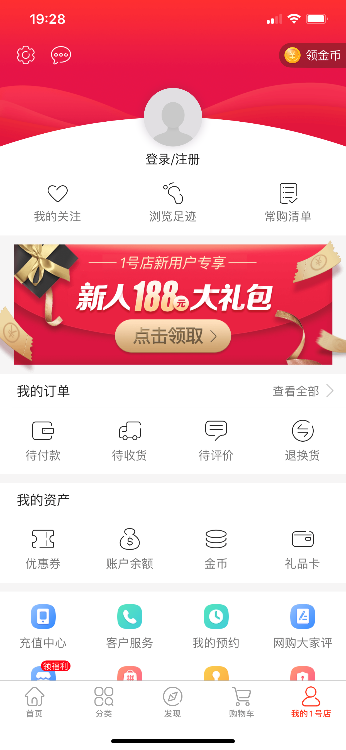 19:28
领金币
登录/注册
我的关注
浏览足迹
常购清单
1号店新用户专享
新人188元大礼包
点击领取
我的订单
查看全部
待付款
待收货
待评价
退换货
我的资产
优惠券
账户余额
金币
礼品卡
充值中心
客户服务
我的预约
网购大家评
领福利
首页
分类
发现
购物车
我的1号店